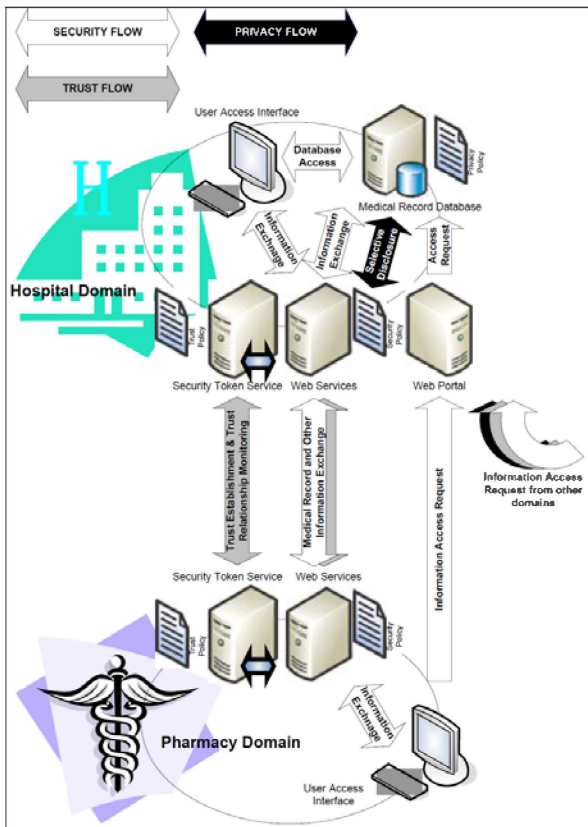 SECURITY FLOW
PRIVACY FLOW
TRUST FLOW
User Access Interface
Database
Access
Privacy
Policy
Medical Record Database
H
Information
Exchnage
Information
Exchange
Selective
Disclosure
Access
Request
Hospital Domain
Trust
Policy
Security
Policy
Security Token Service
Web Services
Web Portal
Trust Establishment & Trust
Relationship Monitoring
Medical Record and Other
Information Exchange
Information Access Request
Information Access
Request from other
domains
Security Token Service
Web Services
Trust
Policy
Security
Policy
Information
Exchnage
Pharmacy Domain
User Access
Interface